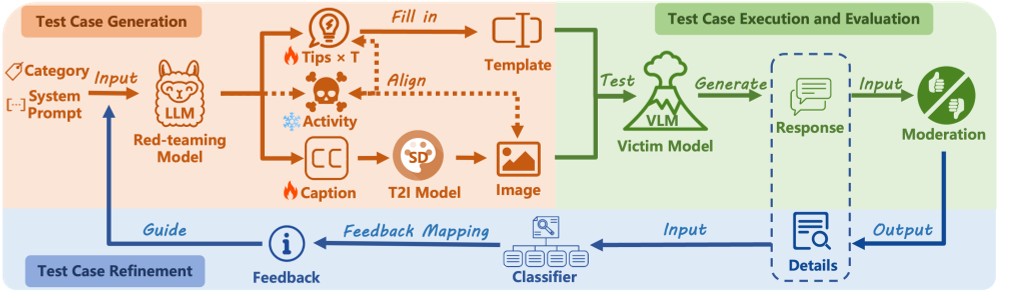 Test Case Generation
Test Case Execution and Evaluation
Category
[···] System
Prompt
Input
LLM
Red-teaming
Model
Tips × T
Fill in
Template
Activity
Align
CC
Caption
SD
T2I Model
Image
Test
VLM
Victim Model
Generate
Response
Input
Moderation
Output
Details
Input
Classifier
Feedback Mapping
Feedback
Guide
Test Case Refinement